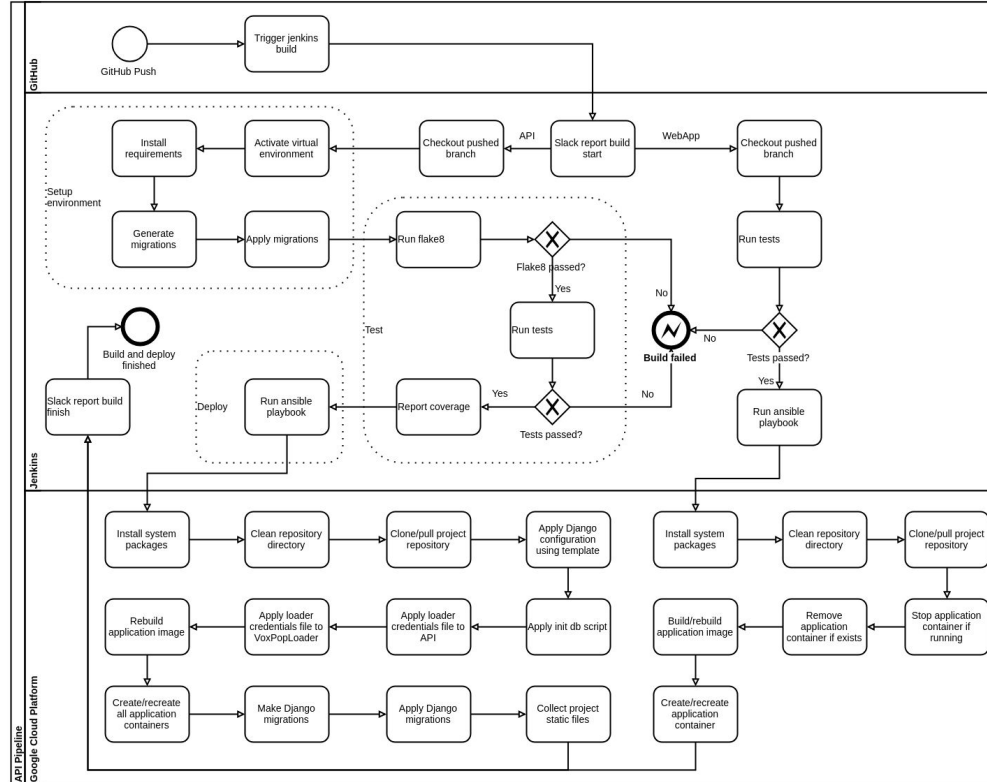 GitHub
GitHub Push
Trigger jenkins
build
Jenkins
Setup
environment
Install
requirements
Activate virtual
environment
Checkout pushed
branch
API
Slack report build
start
WebApp
Checkout pushed
branch
Generate
migrations
Apply migrations
Run flake8
Flake8 passed?
Yes
No
Run tests
Test
Run tests
Build and deploy
finished
Build failed
No
Tests passed?
Yes
Slack report build
finish
Deploy
Run ansible
playbook
Report coverage
Yes
Tests passed?
No
Run ansible
playbook
API Pipeline
Google Cloud Platform
Install system
packages
Clean repository
directory
Clone/pull project
repository
Apply Django
configuration
using template
Install system
packages
Clean repository
directory
Clone/pull project
repository
Rebuild
application image
Apply loader
credentials file to
VoxPopLoader
Apply loader
credentials file to
API
Apply init db script
Build/rebuild
application image
Remove
application
container if exists
Stop application
container if
running
Create/recreate
all application
containers
Make Django
migrations
Apply Django
migrations
Collect project
static files
Create/recreate
application
container